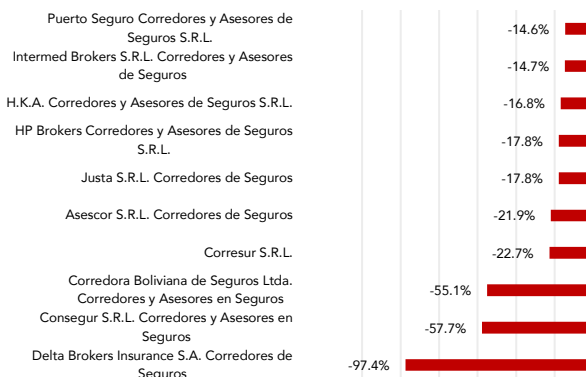 Puerto Seguro Corredores y Asesores de
Seguros S.R.L.
-14.6%
Intermed Brokers S.R.L. Corredores y Asesores
de Seguros
-14.7%
H.K.A. Corredores y Asesores de Seguros S.R.L.
-16.8%
HP Brokers Corredores y Asesores de Seguros
S.R.L.
-17.8%
Justa S.R.L. Corredores de Seguros
-17.8%
Asescor S.R.L. Corredores de Seguros
-21.9%
Corresur S.R.L.
-22.7%
Corredora Boliviana de Seguros Ltda.
Corredores y Asesores en Seguros
-55.1%
Consegur S.R.L. Corredores y Asesores en
Seguros
-57.7%
Delta Brokers Insurance S.A. Corredores de
Seguros
-97.4%